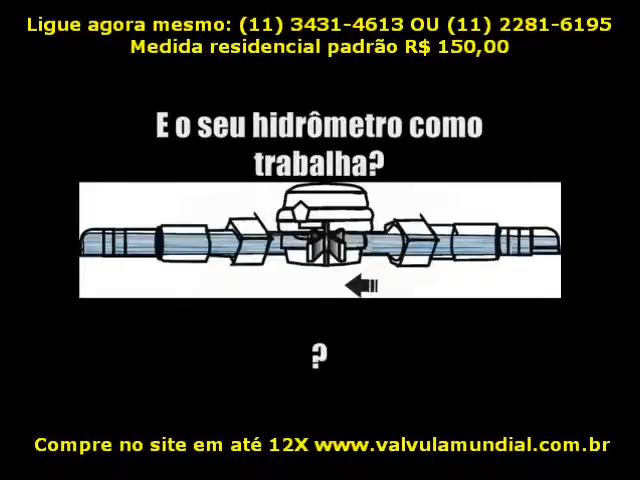 Ligue agora mesmo: (11) 3431-4613 OU (11) 2281-6195
Medida residencial padrão R$ 150,00
E o seu hidrômetro como
trabalha?
?
Compre no site em até 12X www.valvulamundial.com.br